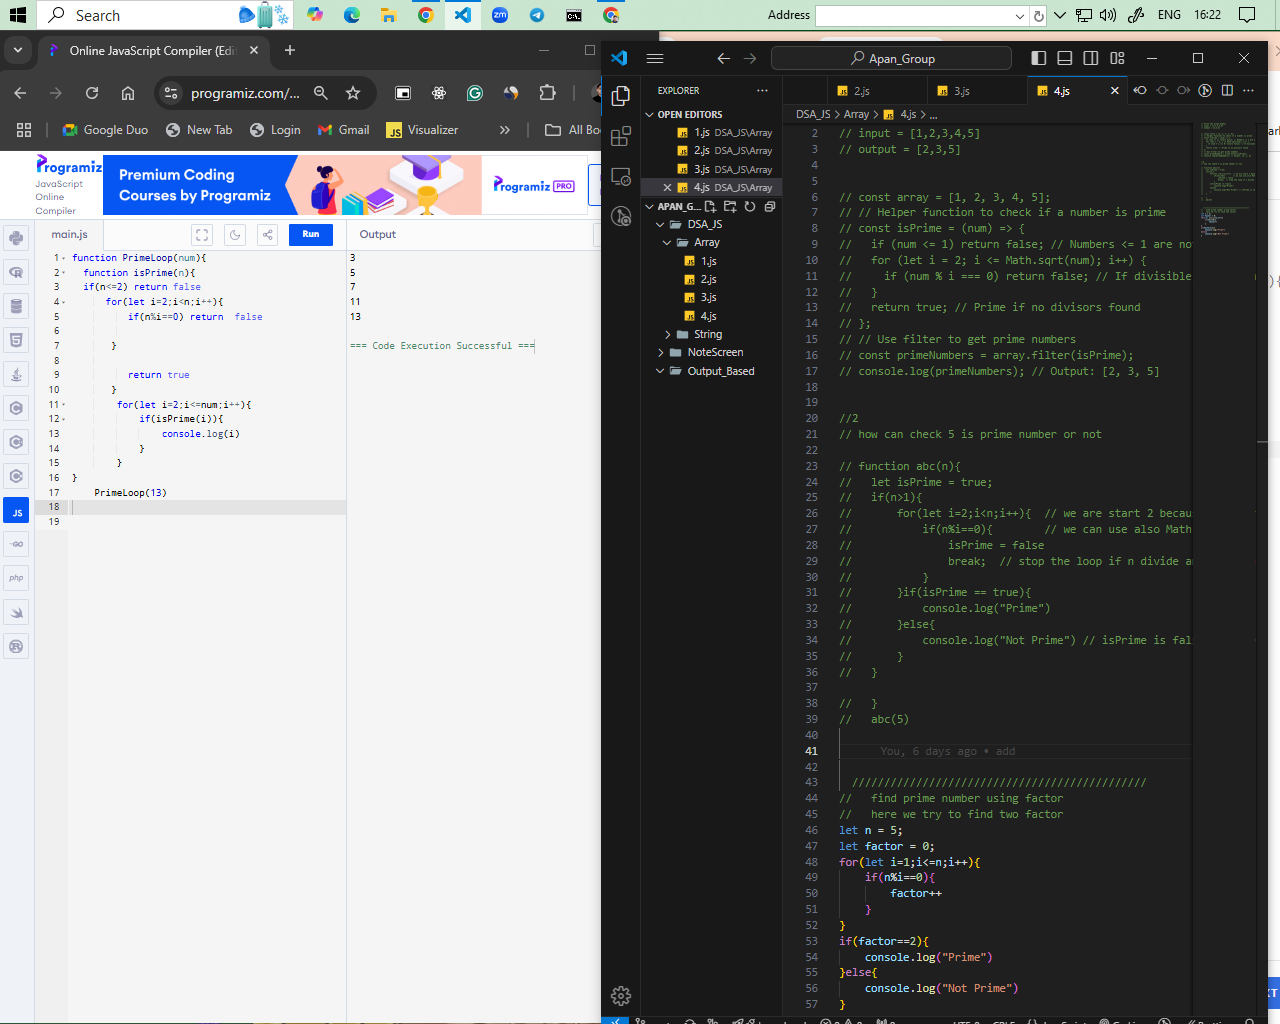 Search
Address
ENG
16:22
Online JavaScript Compiler (Edi
programiz.com/...
Google Duo
New Tab
Login
Gmail
JS
Visualizer
All Bo
Programiz
JavaScript
Online
Compiler
Premium Coding
Courses by Programiz
Programiz PRO
main.js
Run
Output
1 function PrimeLoop(num){
2 function isPrime(n){
3 if(n<=2) return false
4 for(let i=2;i<n;i++){
5 if(n%i==0) return  false
6
7 }
8
9 return true
10 }
11 for(let i=2;i<=num;i++){
12 if(isPrime(i)){
13 console.log(i)
14 }
15 }
16 }
17 PrimeLoop(13)
18
19
JS
GO
php
3
5
7
11
13
=== Code Execution Successful ===
Apan_Group
EXPLORER
OPEN EDITORS
JS 1.js DSA_JS\Array
JS 2.js DSA_JS\Array
JS 3.js DSA_JS\Array
JS 4.js DSA_JS\Array
APAN_G...
DSA_JS
Array
JS 1.js
JS 2.js
JS 3.js
JS 4.js
String
NoteScreen
Output_Based
JS 2.js
JS 3.js
JS 4.js
DSA_JS > Array > JS 4.js > ...
2 // input = [1,2,3,4,5]
3 // output = [2,3,5]
4
5
6 // const array = [1, 2, 3, 4, 5];
7 // // Helper function to check if a number is prime
8 // const isPrime = (num) => {
9 //   if (num <= 1) return false; // Numbers <= 1 are no
10 //   for (let i = 2; i <= Math.sqrt(num); i++) {
11 //     if (num % i === 0) return false; // If divisible
12 //   }
13 //   return true; // Prime if no divisors found
14 // };
15 // // Use filter to get prime numbers
16 // const primeNumbers = array.filter(isPrime);
17 // console.log(primeNumbers); // Output: [2, 3, 5]
18
19
20 //2
21 // how can check 5 is prime number or not
22
23 // function abc(n){
24 //   let isPrime = true;
25 //   if(n>1){
26 //       for(let i=2;i<n;i++){  // we are start 2 becau
27 //           if(n%i==0){        // we can use also Math
28 //               isPrime = false
29 //               break;  // stop the loop if n divide a
30 //           }
31 //       }if(isPrime == true){
32 //           console.log("Prime")
33 //       }else{
34 //           console.log("Not Prime") // isPrime is fal
35 //       }
36 //   }
37
38 //   }
39 //   abc(5)
40
41 You, 6 days ago • add
42
43 //////////////////////////////////////////////
44 //   find prime number using factor
45 //   here we try to find two factor
46 let n = 5;
47 let factor = 0;
48 for(let i=1;i<=n;i++){
49 if(n%i==0){
50 factor++
51 }
52 }
53 if(factor==2){
54 console.log("Prime")
55 }else{
56 console.log("Not Prime")
57 }